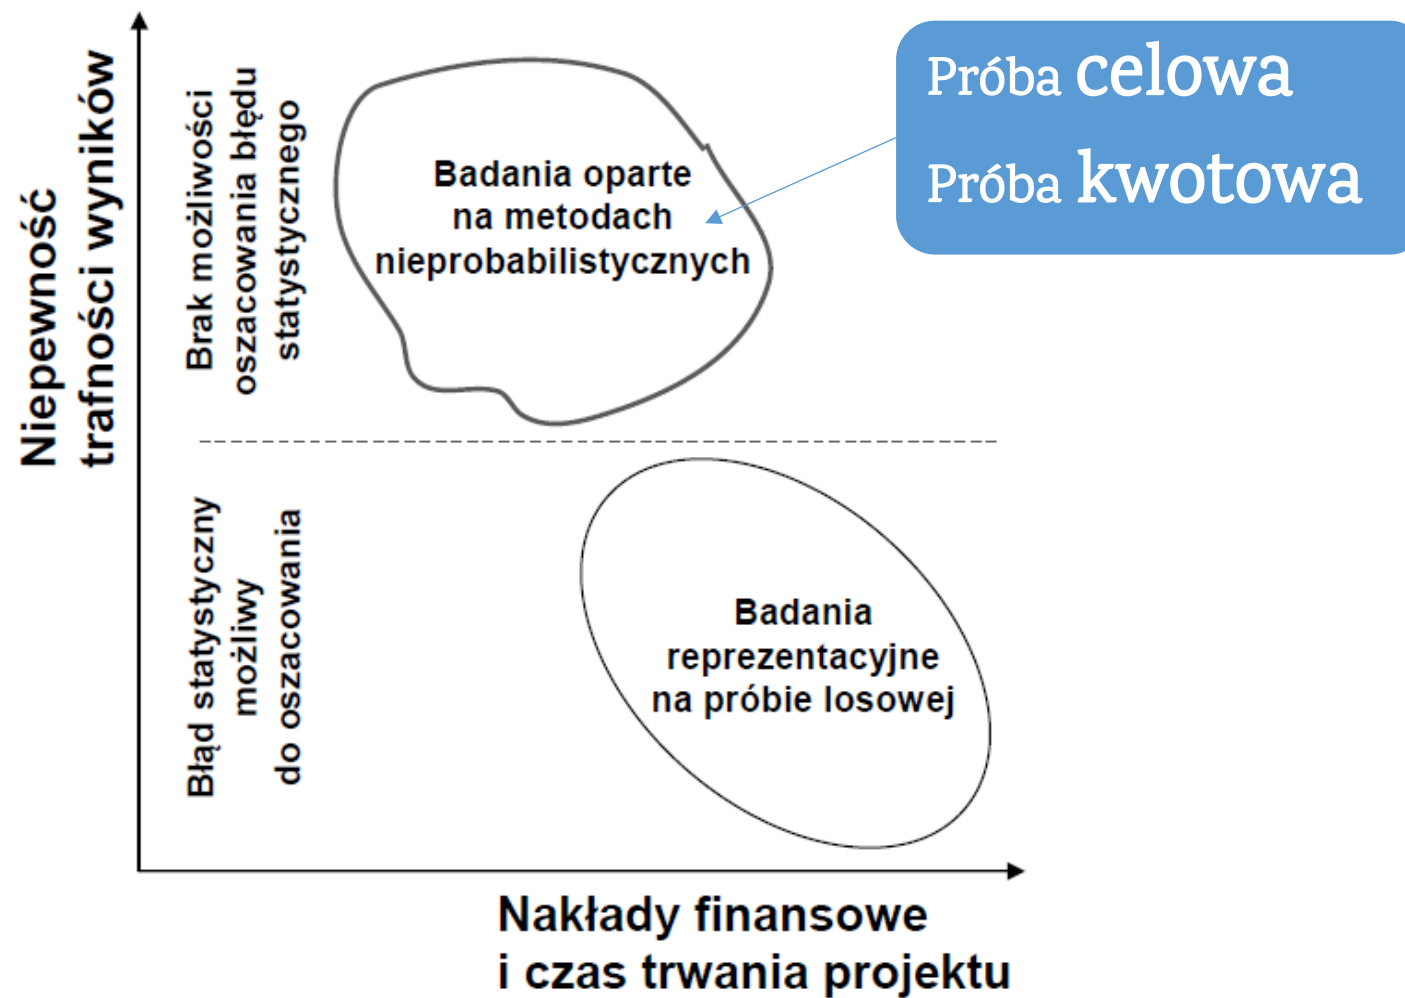 Niepewność
trafności wyników
Brak możliwości
oszacowania błędu
statystycznego
Badania oparte
na metodach
nieprobabilistycznych
Próba celowa
Próba kwotowa
Błąd statystyczny
możliwy
do oszacowania
Badania
reprezentacyjne
na próbie losowej
Nakłady finansowe
i czas trwania projektu